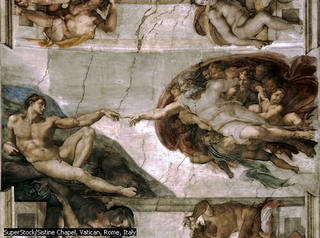 SuperStock/Sistine Chapel, Vatican, Rome, Italy